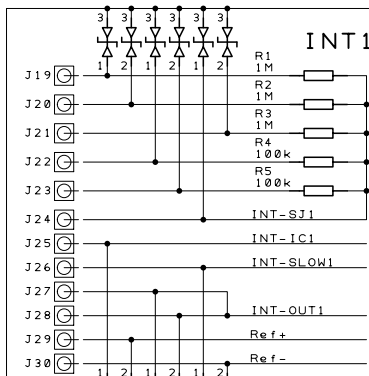 3 3 3 3 3
INT1
R1
1M
J19
1 2 1 2 1 2
R2
1M
J20
R3
1M
J21
R4
100k
J22
R5
100k
J23
J24 INT-SJ1
J25 INT-IC1
J26 INT-SLOW1
J27
J28 INT-OUT1
J29 Ref+
J30 Ref-
1 2 1 2 1 2